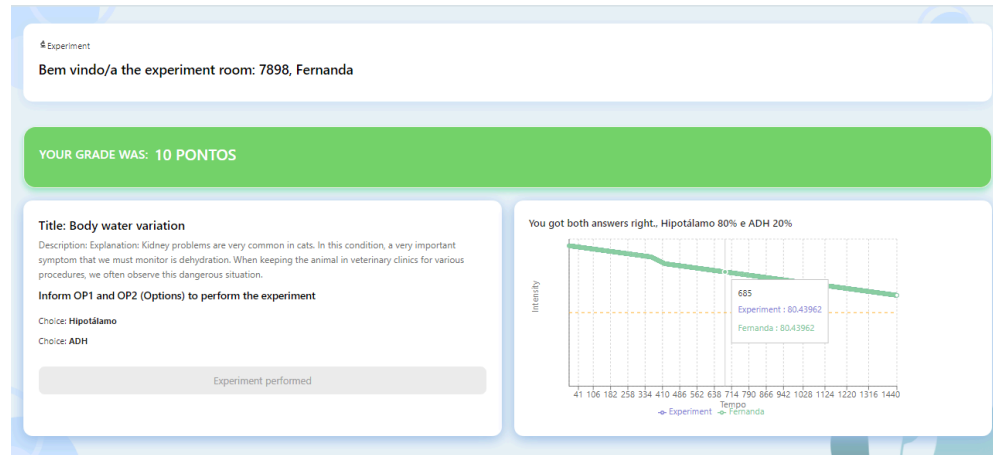 Experiment
Bem vindo/a the experiment room: 7898, Fernanda
YOUR GRADE WAS: 10 PONTOS
Title: Body water variation
Description: Explanation: Kidney problems are very common in cats. In this condition, a very important
symptom that we must monitor is dehydration. When keeping the animal in veterinary clinics for various
procedures, we often observe this dangerous situation.
Inform OP1 and OP2 (Options) to perform the experiment
Choice: Hipotálamo
Choice: ADH
Experiment performed
You got both answers right., Hipotálamo 80% e ADH 20%
Intensity
685
Experiment : 80.43962
Fernanda : 80.43962
41 106 182 258 334 410 486 562 638 714 790 866 942 1028 1124 1220 1316 1440
Tempo
Experiment Fernanda